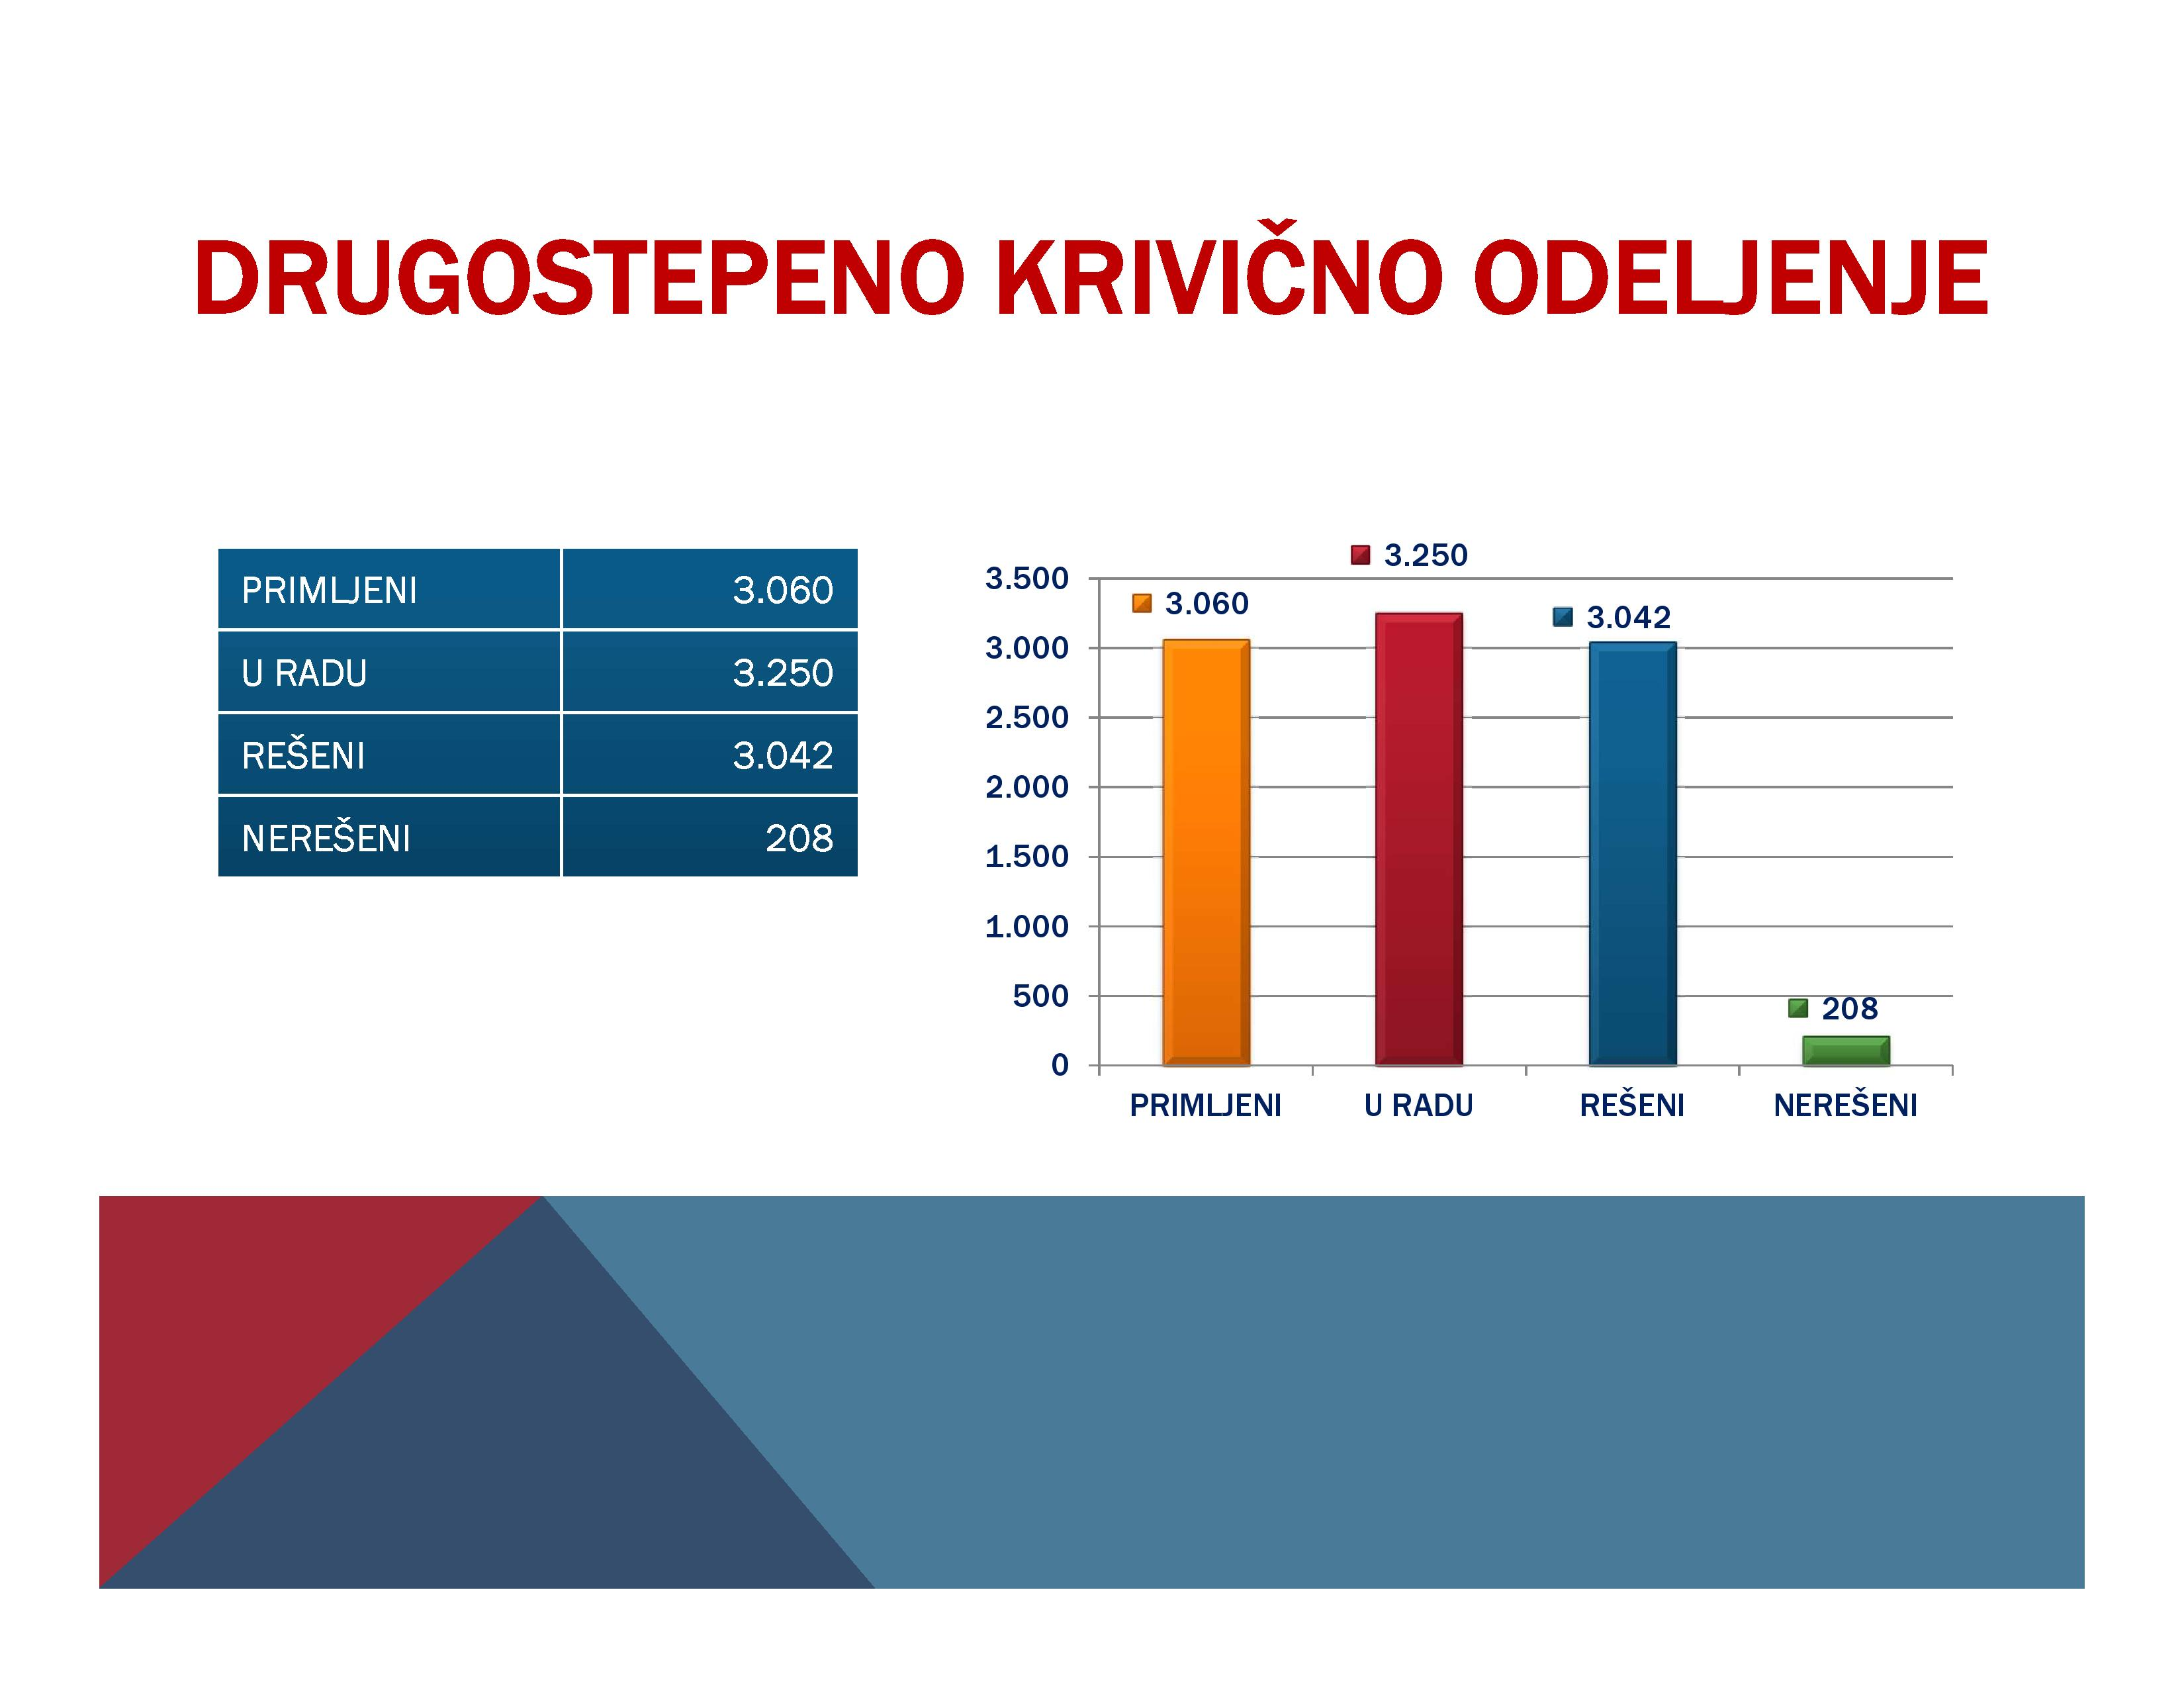 DRUGOSTEPENO KRIVIČNO ODELJENJE
PRIMLJENI 3.060
U RADU 3.250
REŠENI 3.042
NEREŠENI 208
3.250
3.500
3.060
3.042
3.000
2.500
2.000
1.500
1.000
500
208
0
PRIMLJENI U RADU REŠENI NEREŠENI